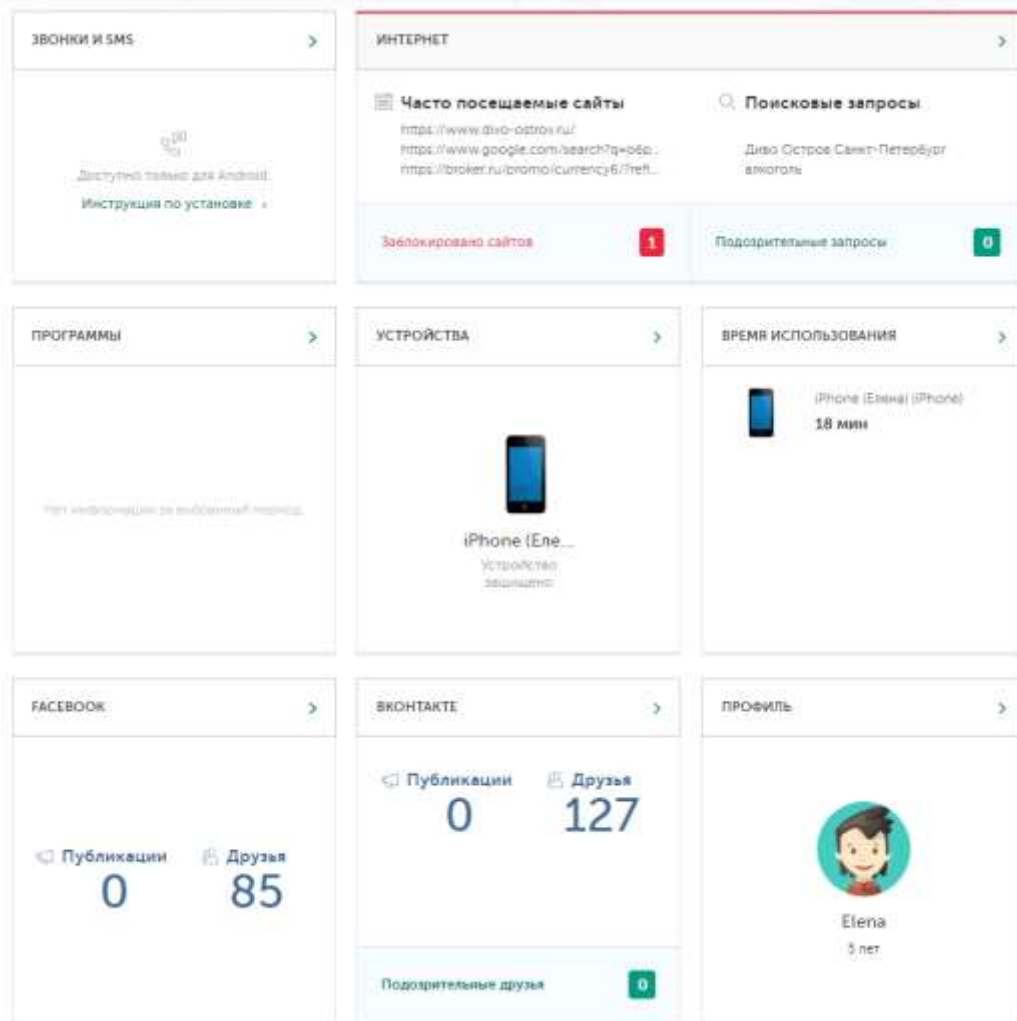 ЗВОНКИ И SMS
Доступно только для Android.
Инструкция по установке
ИНТЕРНЕТ
Часто посещаемые сайты
https://www.divo-ostrov.ru/
https://www.google.com/search?q=обр...
https://broker.ru/promo/currency6/?refl...
Поисковые запросы
Диво Остров Санкт-Петербург
алкоголь
Заблокировано сайтов 1
Подозрительные запросы 0
ПРОГРАММЫ
Нет информации за выбранный период.
УСТРОЙСТВА
iPhone (Еле...
Устройство
защищено
ВРЕМЯ ИСПОЛЬЗОВАНИЯ
iPhone (Елена) (iPhone)
18 мин
FACEBOOK
Публикации Друзья
0 85
ВКОНТАКТЕ
Публикации Друзья
0 127
Подозрительные друзья 0
ПРОФИЛЬ
Elena
5 лет